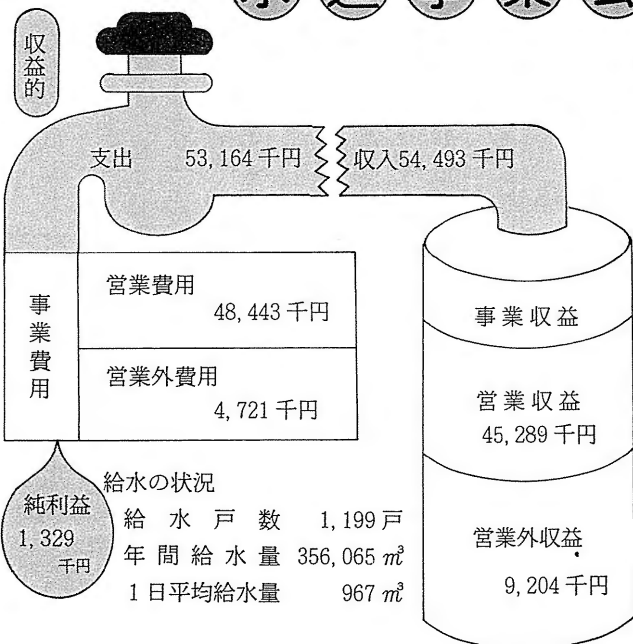 水道事業会
収益的
支出 53,164千円
収入54,493千円
事業費用
営業費用
48,443千円
営業外費用
4,721千円
事業収益
営業収益
45,289千円
営業外収益
9,204千円
純利益
1,329
千円
給水の状況
給水戸数 1,199戸
年間給水量 356,065㎥
1日平均給水量 967㎥